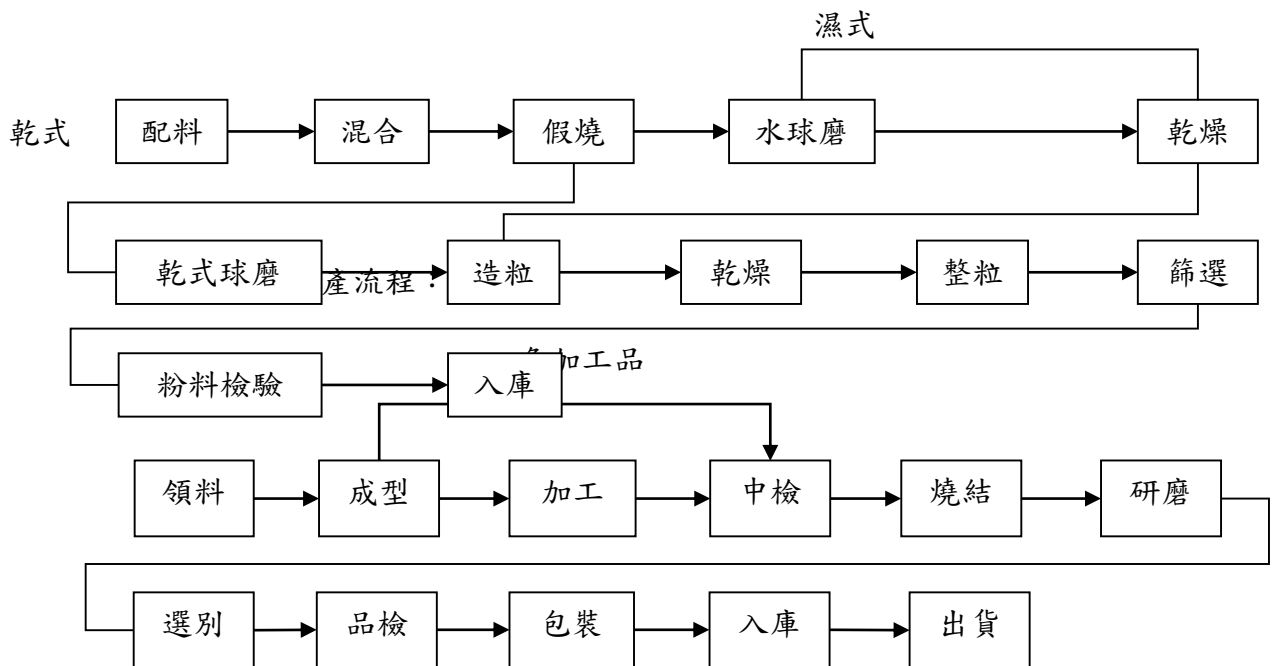 濕式
乾式 配料 混合 假燒 水球磨 乾燥
乾式球磨 產流程： 造粒 乾燥 整粒 篩選
加工品
粉料檢驗 入庫
領料 成型 加工 中檢 燒結 研磨
選別 品檢 包裝 入庫 出貨